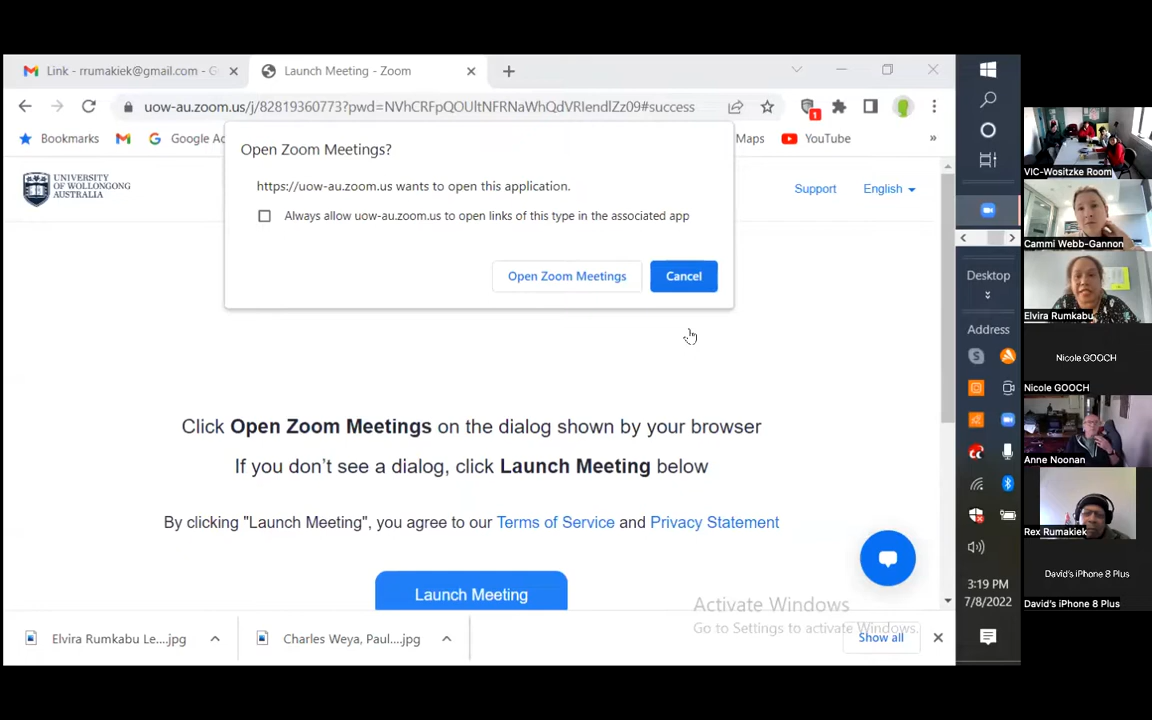 Link - rrumakiek@gmail.com - G
Launch Meeting - Zoom
uow-au.zoom.us/j/82819360773?pwd=NVhCRFpQOUltNFRNaWhQdVRIendlZz09#success
1
Bookmarks
Google Ad
Maps
YouTube
»
Open Zoom Meetings?
https://uow-au.zoom.us wants to open this application.
Always allow uow-au.zoom.us to open links of this type in the associated app
Open Zoom Meetings
Cancel
UNIVERSITY
OF WOLLONGONG
AUSTRALIA
Support
English
Click Open Zoom Meetings on the dialog shown by your browser
If you don't see a dialog, click Launch Meeting below
By clicking "Launch Meeting", you agree to our Terms of Service and Privacy Statement
Launch Meeting
Activate Windows
Go to Settings to activate Windows.
Elvira Rumkabu Le....jpg
Charles Weya, Paul....jpg
Show all
Desktop
Address
3:19 PM
7/8/2022
VIC-Wositzke Room
Cammi Webb-Gannon
Elvira Rumkabu
Nicole GOOCH
Nicole GOOCH
Anne Noonan
Rex Rumakiek
David's iPhone 8 Plus
David's iPhone 8 Plus